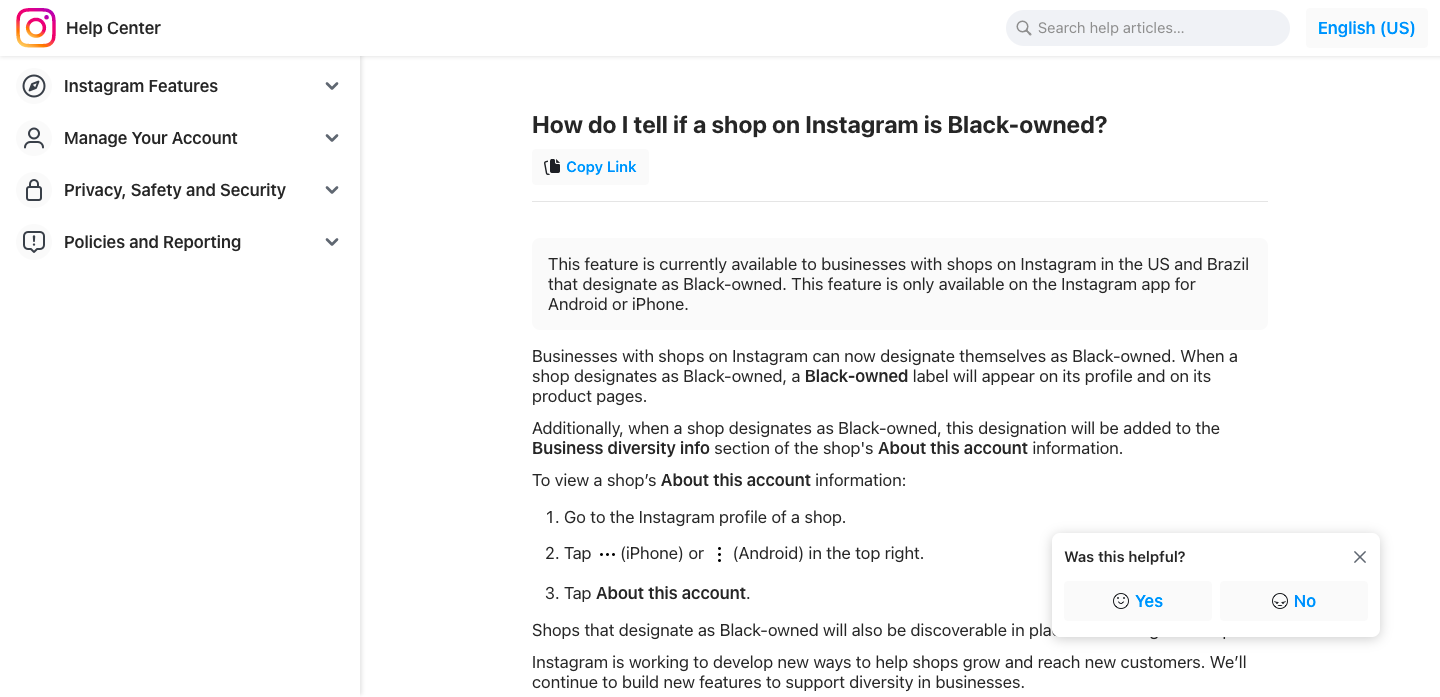 Help Center
Search help articles...
English (US)
Instagram Features
Manage Your Account
Privacy, Safety and Security
Policies and Reporting
How do I tell if a shop on Instagram is Black-owned?
Copy Link
This feature is currently available to businesses with shops on Instagram in the US and Brazil
that designate as Black-owned. This feature is only available on the Instagram app for
Android or iPhone.
Businesses with shops on Instagram can now designate themselves as Black-owned. When a
shop designates as Black-owned, a Black-owned label will appear on its profile and on its
product pages.
Additionally, when a shop designates as Black-owned, this designation will be added to the
Business diversity info section of the shop's About this account information.
To view a shop’s About this account information:
1. Go to the Instagram profile of a shop.
2. Tap ••• (iPhone) or ⋮ (Android) in the top right.
3. Tap About this account.
Was this helpful?
Yes
No
Shops that designate as Black-owned will also be discoverable in
Instagram is working to develop new ways to help shops grow and reach new customers. We’ll
continue to build new features to support diversity in businesses.